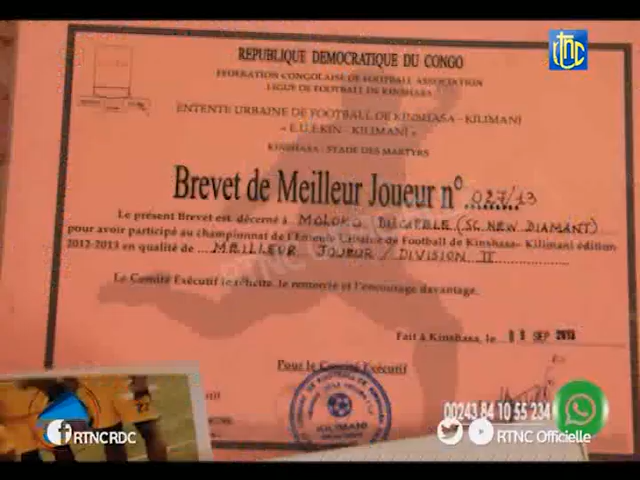 rtnc
REPUBLIQUE DEMOCRATIQUE DU CONGO
FEDERATION CONGOLAISE DE FOOTBALL ASSOCIATION
LIGUE DE FOOTBALL DE KINSHASA
ENTENTE URBAINE DE FOOTBALL DE KINSHASA - KILIMANI
« E.U.F.KIN - KILIMANI »
KINSHASA - STADE DES MARTYRS
Brevet de Meilleur Joueur n° 027/13
Le présent Brevet est décerné à MOLOKO DUCAPELE (SC NEW DIAMANT)
pour avoir participé au championnat de l'Entente Urbaine de Football de Kinshasa- Kilimani édition
2012-2013 en qualité de ... MEILLEUR JOUEUR / DIVISION II
Le Comité Exécutif le félicite, le remercie et l'encourage davantage.
Fait à Kinshasa, le SEP 2013
Pour le Comité Exécutif
KILIMANI
RTNCRDC
00243 84 10 55 234
RTNC Officielle